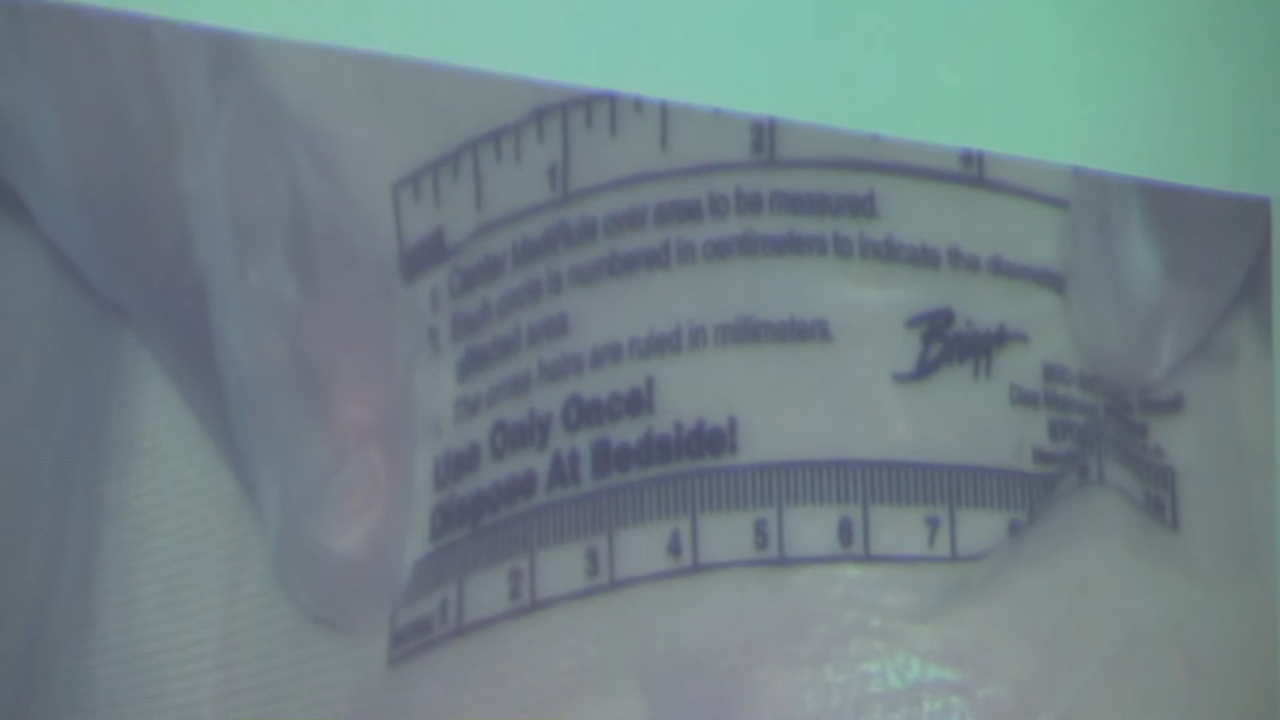 1 2 3
Center MediRule over area to be measured.
Each circle is numbered in centimeters to indicate the diameter
affected area.
The cross hairs are ruled in millimeters.
Briggs
Use Only Once!
Dispose At Bedside!
1 2 3 4 5 6 7 8